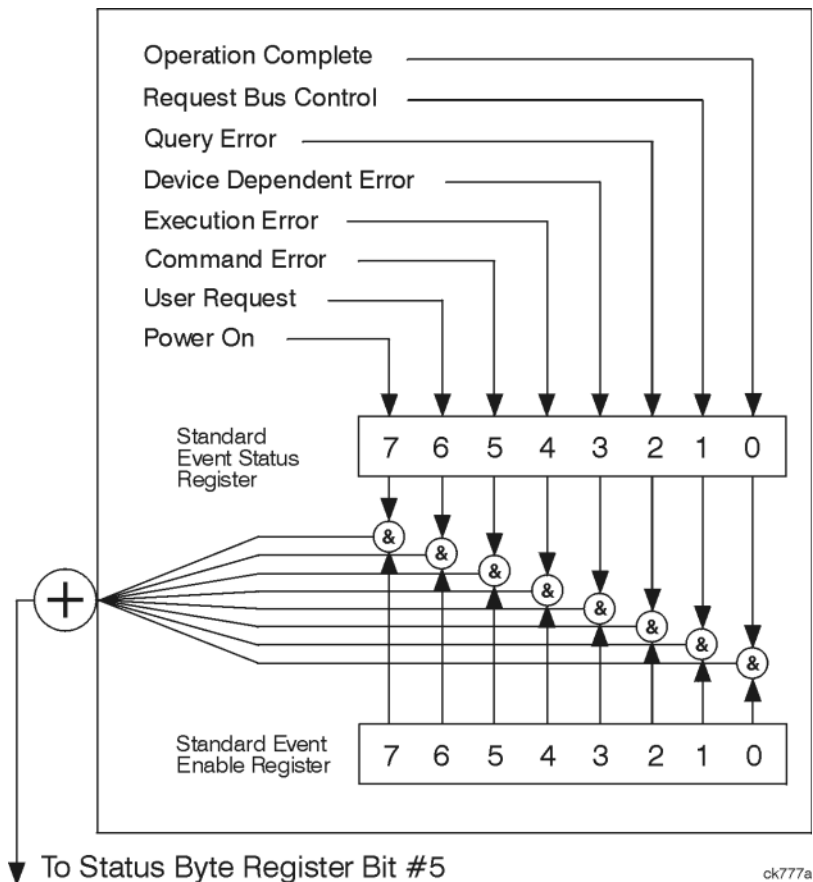 Operation Complete
Request Bus Control
Query Error
Device Dependent Error
Execution Error
Command Error
User Request
Power On
Standard
Event Status
Register
7 6 5 4 3 2 1 0
&
&
&
&
&
&
&
&
+
Standard Event
Enable Register
7 6 5 4 3 2 1 0
To Status Byte Register Bit #5
ck777a